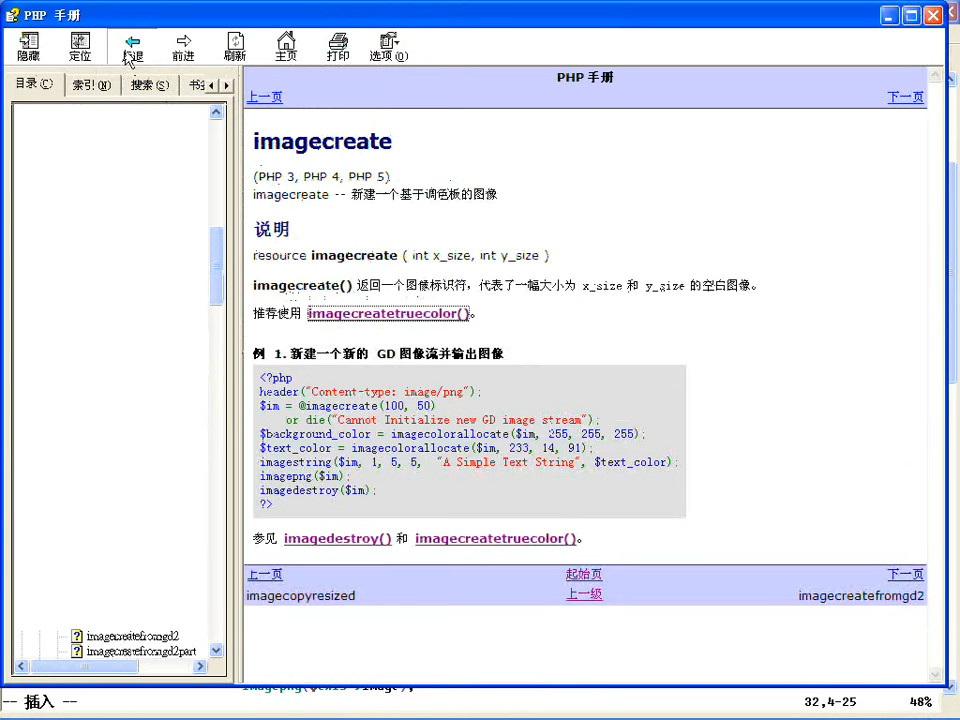 PHP 手册
隐藏 定位 后退 前进 刷新 主页 打印 选项(O)
目录(C) 索引(N) 搜索(S)
PHP 手册
上一页 下一页
imagecreate
(PHP 3, PHP 4, PHP 5)
imagecreate -- 新建一个基于调色板的图像
说明
resource imagecreate ( int x_size, int y_size )
imagecreate() 返回一个图像标识符，代表了一幅大小为 x_size 和 y_size 的空白图像。
推荐使用 imagecreatetruecolor()。
例 1. 新建一个新的 GD 图像流并输出图像
<?php
header("Content-type: image/png");
$im = @imagecreate(100, 50)
or die("Cannot Initialize new GD image stream");
$background_color = imagecolorallocate($im, 255, 255, 255);
$text_color = imagecolorallocate($im, 233, 14, 91);
imagestring($im, 1, 5, 5, "A Simple Text String", $text_color);
imagepng($im);
imagedestroy($im);
?>
参见 imagedestroy() 和 imagecreatetruecolor()。
上一页 起始页 下一页
imagecopyresized 上一级 imagecreatefromgd2
imagecreatefromgd2
imagecreatefromgd2part
-- 插入 -- 32,4-25 48%